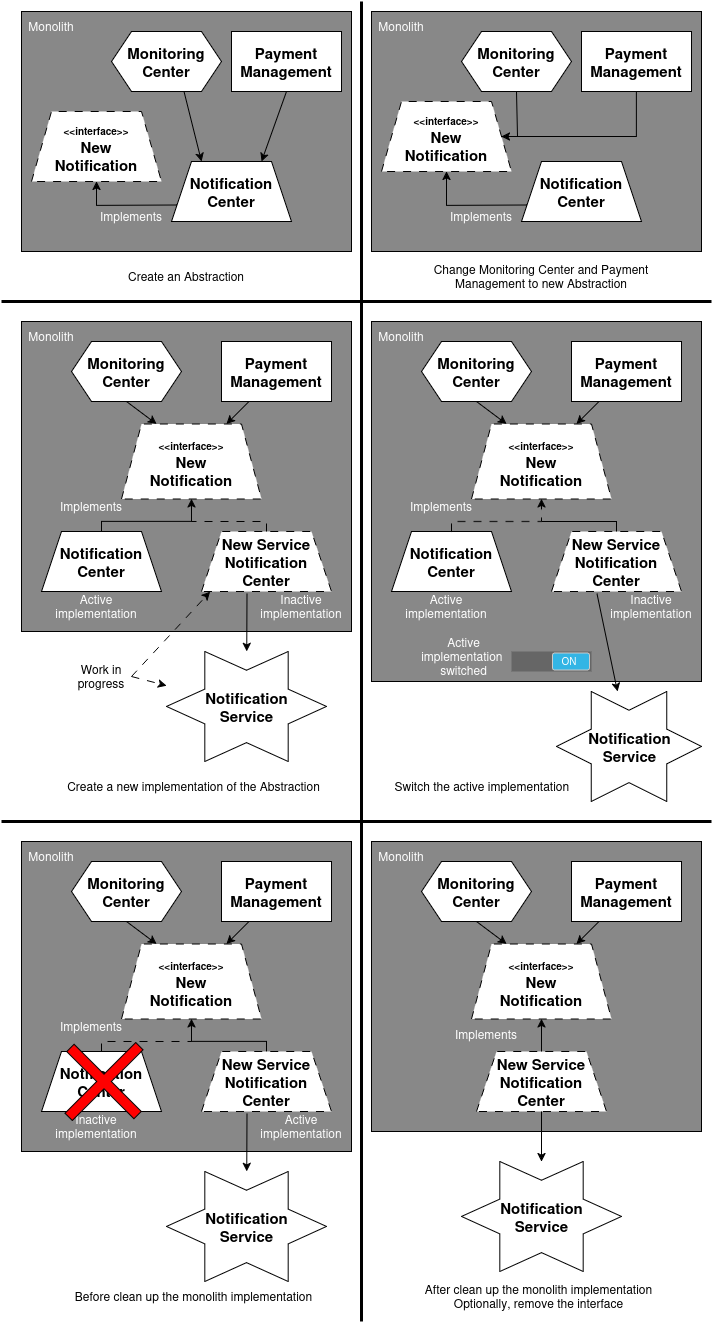 Monolith
Monitoring
Center
Payment
Management
<<interface>>
New
Notification
Notification
Center
Implements
Create an Abstraction
Monolith
Monitoring
Center
Payment
Management
<<interface>>
New
Notification
Notification
Center
Implements
Change Monitoring Center and Payment
Management to new Abstraction
Monolith
Monitoring
Center
Payment
Management
<<interface>>
New
Notification
Implements
Notification
Center
New Service
Notification
Center
Active
implementation
Inactive
implementation
Work in
progress
Notification
Service
Create a new implementation of the Abstraction
Monolith
Monitoring
Center
Payment
Management
<<interface>>
New
Notification
Implements
Notification
Center
New Service
Notification
Center
Active
implementation
Inactive
implementation
Active
implementation
switched
ON
Notification
Service
Switch the active implementation
Monolith
Monitoring
Center
Payment
Management
<<interface>>
New
Notification
Implements
Notification
Center
New Service
Notification
Center
Inactive
implementation
Active
implementation
Notification
Service
Before clean up the monolith implementation
Monolith
Monitoring
Center
Payment
Management
<<interface>>
New
Notification
Implements
New Service
Notification
Center
Notification
Service
After clean up the monolith implementation
Optionally, remove the interface